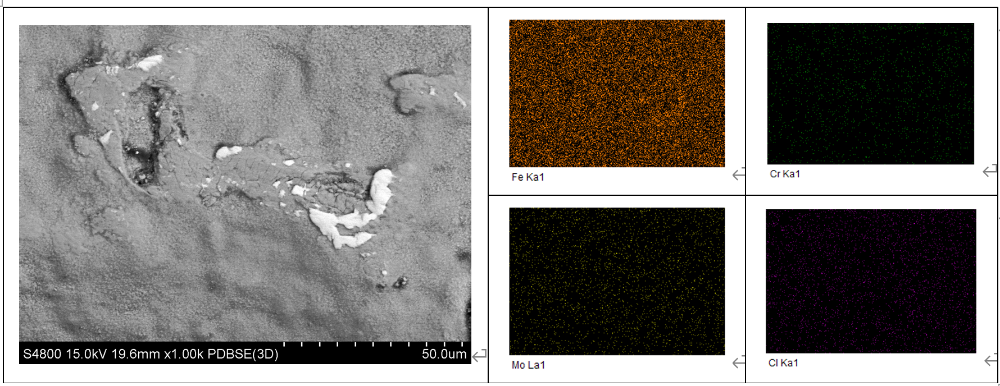 S4800 15.0kV 19.6mm x1.00k PDBSE(3D) 50.0um
Fe Ka1
Cr Ka1
Mo La1
Cl Ka1